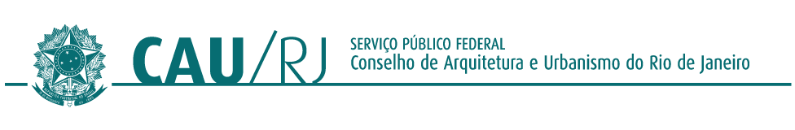 CAU/RJ
SERVIÇO PÚBLICO FEDERAL
Conselho de Arquitetura e Urbanismo do Rio de Janeiro